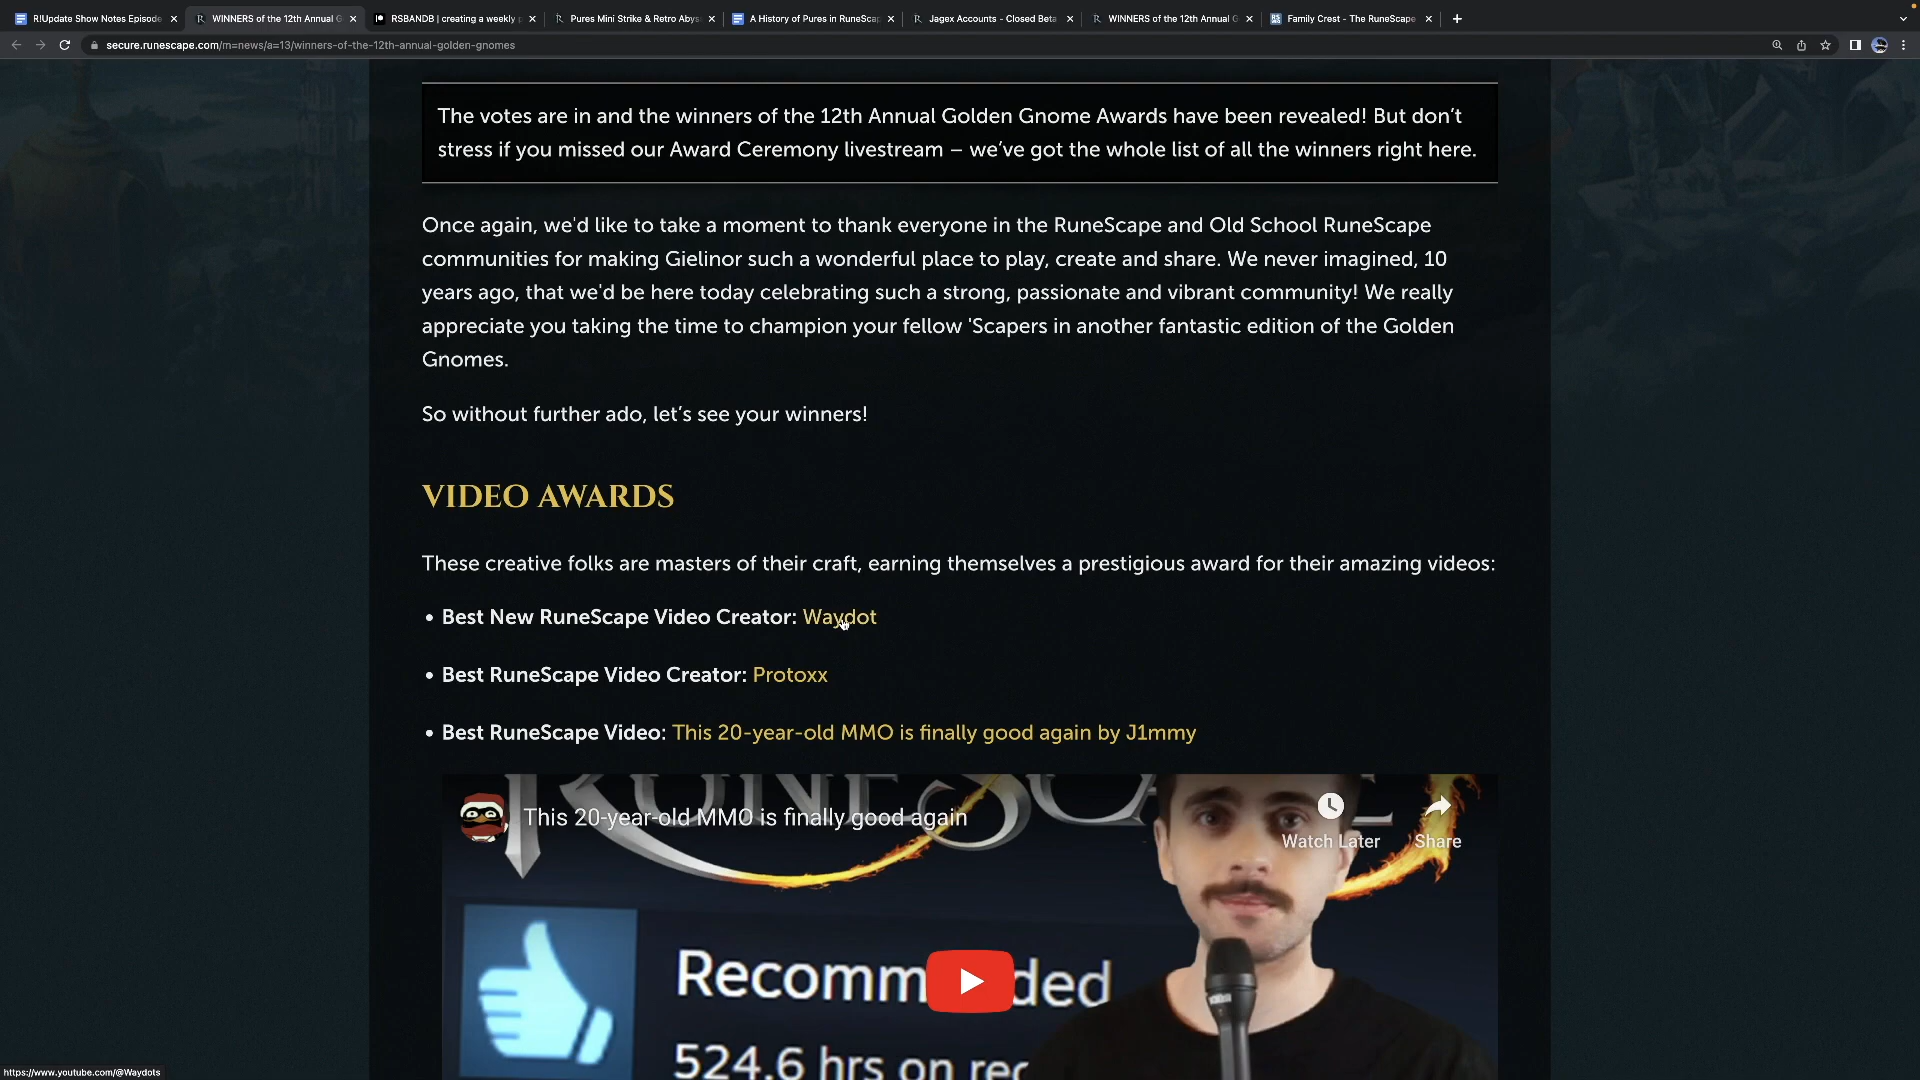 R!Update Show Notes Episode
WINNERS of the 12th Annual G
RSBANDB | creating a weekly p
Pures Mini Strike & Retro Abys
A History of Pures in RuneScap
Jagex Accounts - Closed Beta
WINNERS of the 12th Annual G
Family Crest - The RuneScape
secure.runescape.com/m=news/a=13/winners-of-the-12th-annual-golden-gnomes
The votes are in and the winners of the 12th Annual Golden Gnome Awards have been revealed! But don't
stress if you missed our Award Ceremony livestream – we've got the whole list of all the winners right here.
Once again, we'd like to take a moment to thank everyone in the RuneScape and Old School RuneScape
communities for making Gielinor such a wonderful place to play, create and share. We never imagined, 10
years ago, that we'd be here today celebrating such a strong, passionate and vibrant community! We really
appreciate you taking the time to champion your fellow 'Scapers in another fantastic edition of the Golden
Gnomes.
So without further ado, let's see your winners!
VIDEO AWARDS
These creative folks are masters of their craft, earning themselves a prestigious award for their amazing videos:
• Best New RuneScape Video Creator: Waydot
• Best RuneScape Video Creator: Protoxx
• Best RuneScape Video: This 20-year-old MMO is finally good again by J1mmy
RUNESCAPE
This 20-year-old MMO is finally good again
Watch Later
Share
Recommended
524.6 hrs on rec
https://www.youtube.com/@Waydots